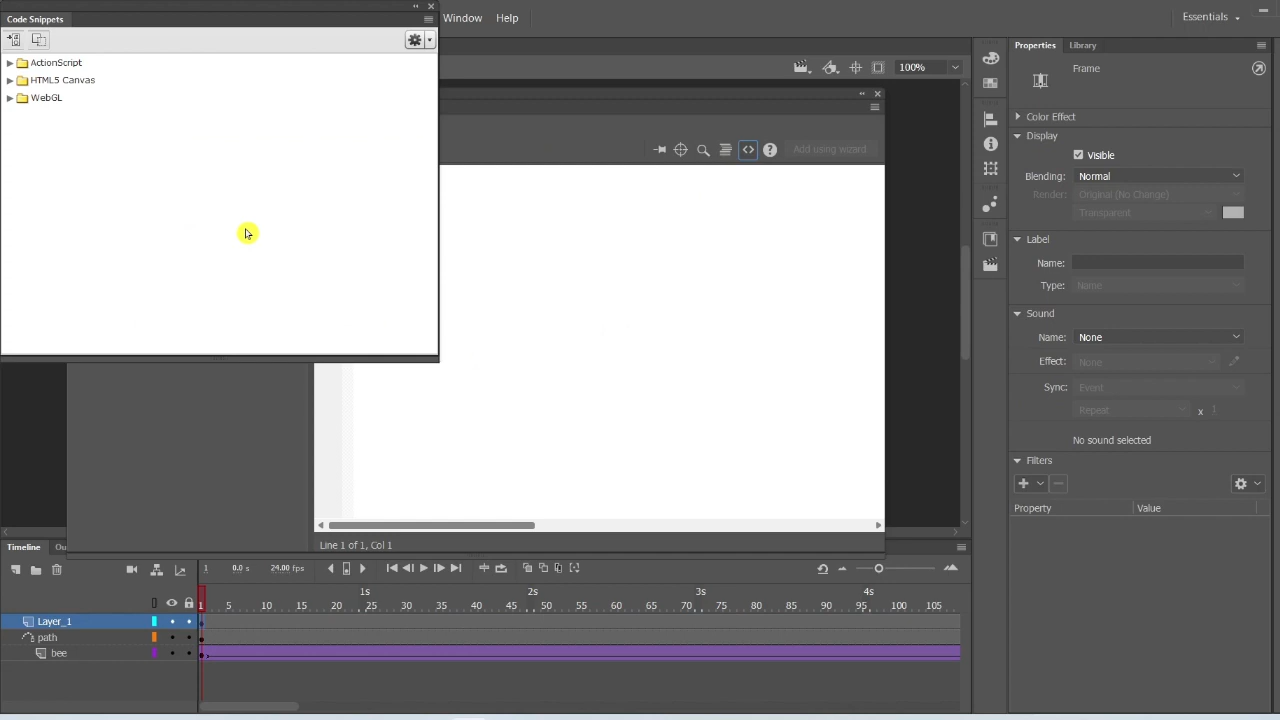 Code Snippets
Window Help
Essentials
ActionScript
HTML5 Canvas
WebGL
100%
Add using wizard
Line 1 of 1, Col 1
Properties Library
Frame
Color Effect
Display
Visible
Blending: Normal
Render: Original (No Change)
Transparent
Label
Name:
Type: Name
Sound
Name: None
Effect: None
Sync: Event
Repeat x 1
No sound selected
Filters
Property Value
Timeline Ou
1 0.0 s 24.00 fps
1s 2s 3s 4s
1 5 10 15 20 25 30 35 40 45 50 55 60 65 70 75 80 85 90 95 100 105
Layer_1
path
bee